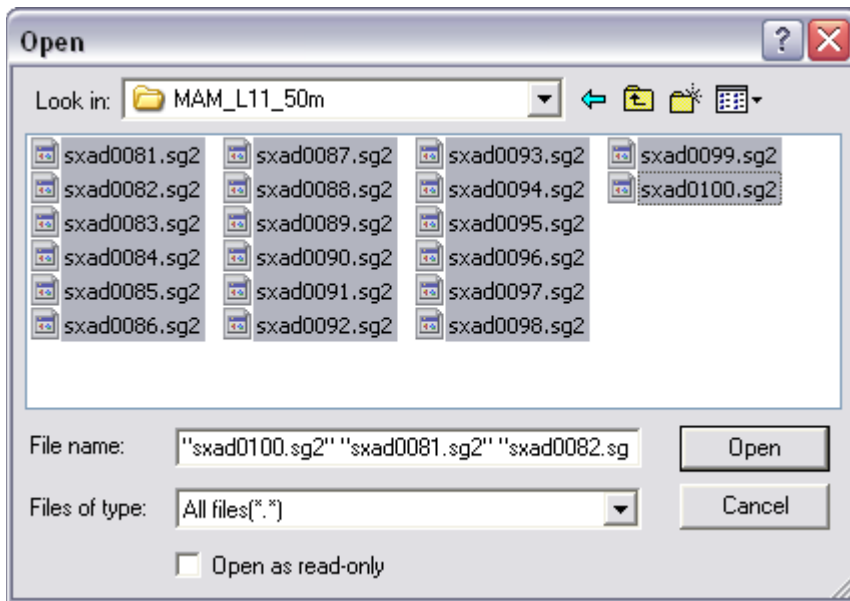 Open
Look in: MAM_L11_50m
sxad0081.sg2 sxad0087.sg2 sxad0093.sg2 sxad0099.sg2
sxad0082.sg2 sxad0088.sg2 sxad0094.sg2 sxad0100.sg2
sxad0083.sg2 sxad0089.sg2 sxad0095.sg2
sxad0084.sg2 sxad0090.sg2 sxad0096.sg2
sxad0085.sg2 sxad0091.sg2 sxad0097.sg2
sxad0086.sg2 sxad0092.sg2 sxad0098.sg2
File name: "sxad0100.sg2" "sxad0081.sg2" "sxad0082.sg Open
Files of type: All files(*.*) Cancel
Open as read-only